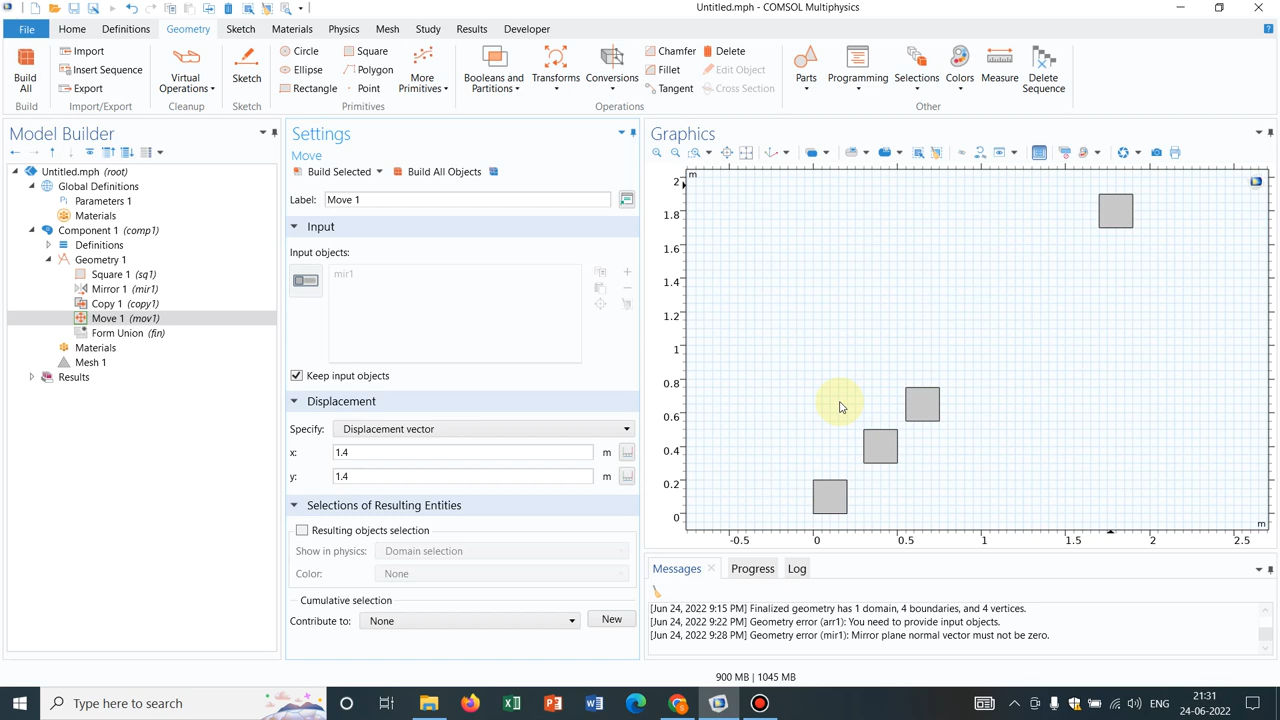 Untitled.mph - COMSOL Multiphysics
File Home Definitions Geometry Sketch Materials Physics Mesh Study Results Developer
Build All
Build
Import
Insert Sequence
Export
Import/Export
Virtual Operations
Cleanup
Sketch
Sketch
Circle Square
Ellipse Polygon
Rectangle Point
More Primitives
Primitives
Booleans and Partitions
Transforms
Conversions
Chamfer Delete
Fillet Edit Object
Tangent Cross Section
Operations
Parts Programming Selections Colors Measure Delete Sequence
Other
Model Builder
Untitled.mph (root)
Global Definitions
Pi Parameters 1
Materials
Component 1 (comp1)
Definitions
Geometry 1
Square 1 (sq1)
Mirror 1 (mir1)
Copy 1 (copy1)
Move 1 (mov1)
Form Union (fin)
Materials
Mesh 1
Results
Settings
Move
Build Selected Build All Objects
Label: Move 1
Input
Input objects:
mir1
Keep input objects
Displacement
Specify: Displacement vector
x: 1.4 m
y: 1.4 m
Selections of Resulting Entities
Resulting objects selection
Show in physics: Domain selection
Color: None
Cumulative selection
Contribute to: None New
Graphics
m
2
1.8
1.6
1.4
1.2
1
0.8
0.6
0.4
0.2
0
m
-0.5 0 0.5 1 1.5 2 2.5
Messages Progress Log
[Jun 24, 2022 9:15 PM] Finalized geometry has 1 domain, 4 boundaries, and 4 vertices.
[Jun 24, 2022 9:22 PM] Geometry error (arr1): You need to provide input objects.
[Jun 24, 2022 9:28 PM] Geometry error (mir1): Mirror plane normal vector must not be zero.
900 MB | 1045 MB
Type here to search
ENG
21:31
24-06-2022